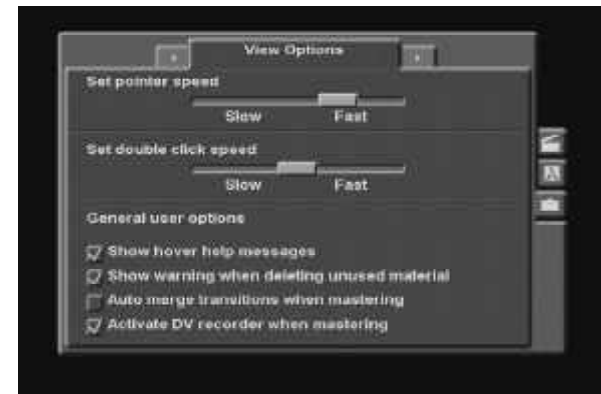 View Options
Set pointer speed
Slow Fast
Set double click speed
Slow Fast
General user options
Show hover help messages
Show warning when deleting unused material
Auto merge transitions when mastering
Activate DV recorder when mastering